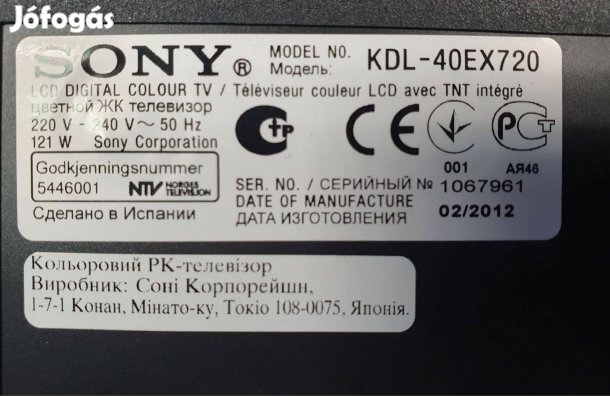 Jófogás
SONY® MODEL NO. KDL-40EX720
Модель:
LCD DIGITAL COLOUR TV / Téléviseur couleur LCD avec TNT intégré
цветной ЖК телевизор
220 V - 240 V ~ 50 Hz
121 W Sony Corporation
Godkjenningsnummer
5446001 NTV NORGES TELEVISJON
Сделано в Испании
СТР CE РСТ
001 АЯ46
SER. NO. / СЕРИЙНЫЙ № 1067961
DATE OF MANUFACTURE
ДАТА ИЗГОТОВЛЕНИЯ 02/2012
Кольоровий РК-телевізор
Виробник: Соні Корпорейшн,
1-7-1 Конан, Мінато-ку, Токіо 108-0075, Японія.